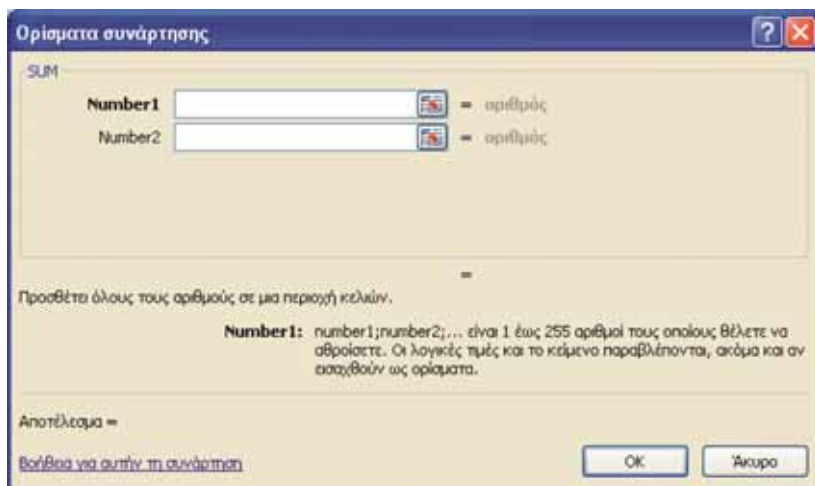 Ορίσματα συνάρτησης
SUM
Number1 = αριθμός
Number2 = αριθμός
=
Προσθέτει όλους τους αριθμούς σε μια περιοχή κελιών.
Number1: number1;number2;... είναι 1 έως 255 αριθμοί τους οποίους θέλετε να
αθροίσετε. Οι λογικές τιμές και το κείμενο παραβλέπονται, ακόμα και αν
εισαχθούν ως ορίσματα.
Αποτέλεσμα =
Βοήθεια για αυτήν τη συνάρτηση
OK Άκυρο